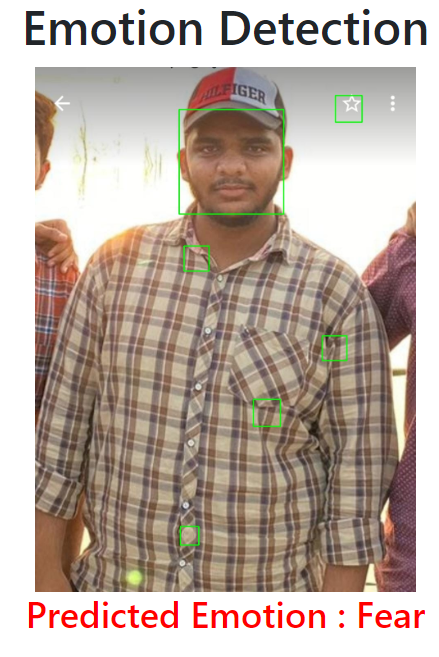 Emotion Detection
HILFIGER
Predicted Emotion : Fear